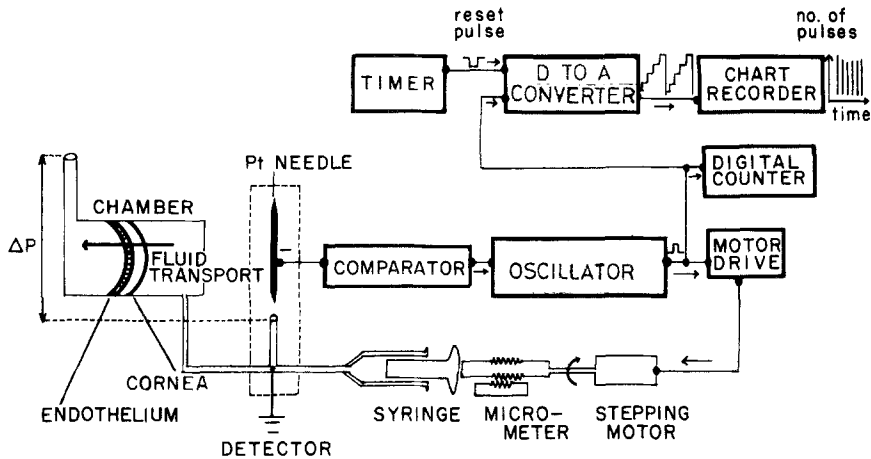 reset
pulse
no. of
pulses
TIMER
D TO A
CONVERTER
CHART
RECORDER
time
Pt NEEDLE
DIGITAL
COUNTER
CHAMBER
ΔP
FLUID
TRANSPORT
COMPARATOR
OSCILLATOR
MOTOR
DRIVE
CORNEA
ENDOTHELIUM
SYRINGE
MICRO-
METER
STEPPING
MOTOR
DETECTOR